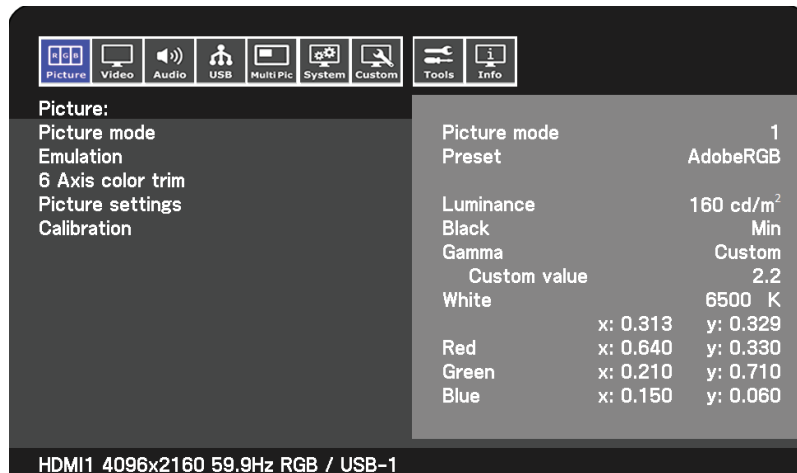 R G B
Picture Video Audio USB Multi Pic System Custom Tools Info
Picture:
Picture mode
Emulation
6 Axis color trim
Picture settings
Calibration
Picture mode 1
Preset AdobeRGB
Luminance 160 cd/m²
Black Min
Gamma Custom
Custom value 2.2
White 6500 K
x: 0.313 y: 0.329
Red x: 0.640 y: 0.330
Green x: 0.210 y: 0.710
Blue x: 0.150 y: 0.060
HDMI1 4096x2160 59.9Hz RGB / USB-1